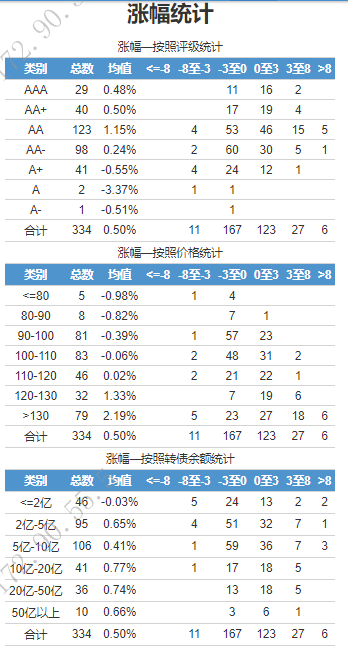 涨幅统计
涨幅—按照评级统计
类别 总数 均值 <=-8 -8至-3 -3至0 0至3 3至8 >8
AAA 29 0.48% 11 16 2
AA+ 40 0.50% 17 19 4
AA 123 1.15% 4 53 46 15 5
AA- 98 0.24% 2 60 30 5 1
A+ 41 -0.55% 4 24 12 1
A 2 -3.37% 1 1
A- 1 -0.51% 1
合计 334 0.50% 11 167 123 27 6
涨幅—按照价格统计
类别 总数 均值 <=-8 -8至-3 -3至0 0至3 3至8 >8
<=80 5 -0.98% 1 4
80-90 8 -0.82% 7 1
90-100 81 -0.39% 1 57 23
100-110 83 -0.06% 2 48 31 2
110-120 46 0.02% 2 21 22 1
120-130 32 1.33% 7 19 6
>130 79 2.19% 5 23 27 18 6
合计 334 0.50% 11 167 123 27 6
涨幅—按照转债余额统计
类别 总数 均值 <=-8 -8至-3 -3至0 0至3 3至8 >8
<=2亿 46 -0.03% 5 24 13 2 2
2亿-5亿 95 0.65% 4 51 32 7 1
5亿-10亿 106 0.41% 1 59 36 7 3
10亿-20亿 41 0.77% 1 17 18 5
20亿-50亿 36 0.74% 13 18 5
50亿以上 10 0.66% 3 6 1
合计 334 0.50% 11 167 123 27 6